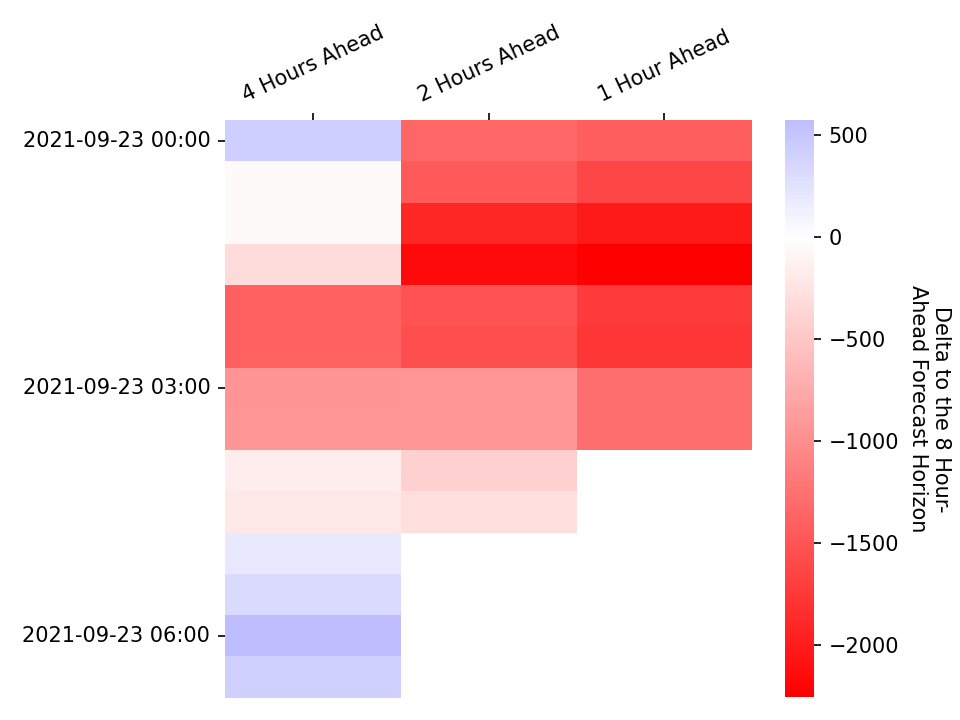 4 Hours Ahead
2 Hours Ahead
1 Hour Ahead
2021-09-23 00:00
2021-09-23 03:00
2021-09-23 06:00
500
0
−500
−1000
−1500
−2000
Delta to the 8 Hour-
Ahead Forecast Horizon